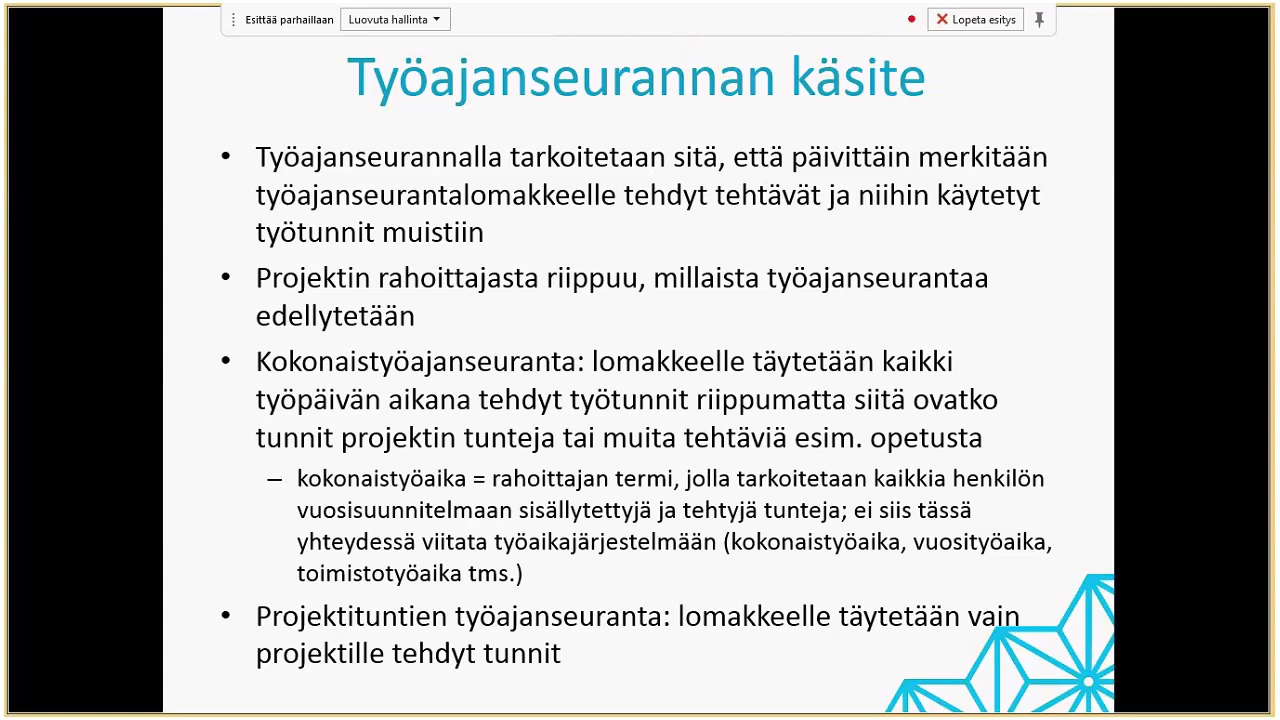 Esittää parhaillaan Luovuta hallinta Lopeta esitys
Työajanseurannan käsite
• Työajanseurannalla tarkoitetaan sitä, että päivittäin merkitään
työajanseurantalomakkeelle tehdyt tehtävät ja niihin käytetyt
työtunnit muistiin
• Projektin rahoittajasta riippuu, millaista työajanseurantaa
edellytetään
• Kokonaistyöajanseuranta: lomakkeelle täytetään kaikki
työpäivän aikana tehdyt työtunnit riippumatta siitä ovatko
tunnit projektin tunteja tai muita tehtäviä esim. opetusta
– kokonaistyöaika = rahoittajan termi, jolla tarkoitetaan kaikkia henkilön
vuosisuunnitelmaan sisällytettyjä ja tehtyjä tunteja; ei siis tässä
yhteydessä viitata työaikajärjestelmään (kokonaistyöaika, vuosityöaika,
toimistotyöaika tms.)
• Projektituntien työajanseuranta: lomakkeelle täytetään vain
projektille tehdyt tunnit